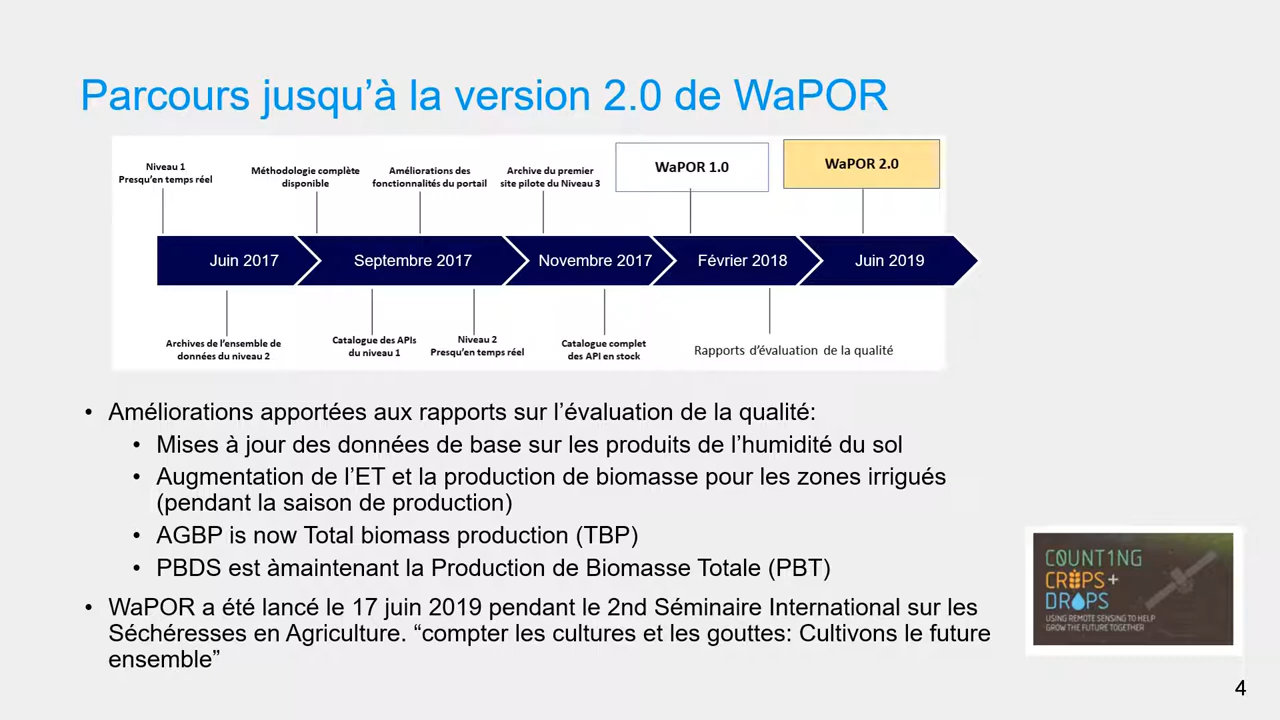 Parcours jusqu’à la version 2.0 de WaPOR
Niveau 1
Presqu’en temps réel
Méthodologie complète
disponible
Améliorations des
fonctionnalités du portail
Archive du premier
site pilote du Niveau 3
WaPOR 1.0
WaPOR 2.0
Juin 2017
Septembre 2017
Novembre 2017
Février 2018
Juin 2019
Archives de l’ensemble de
données du niveau 2
Catalogue des APIs
du niveau 1
Niveau 2
Presqu’en temps réel
Catalogue complet
des API en stock
Rapports d’évaluation de la qualité
• Améliorations apportées aux rapports sur l’évaluation de la qualité:
• Mises à jour des données de base sur les produits de l’humidité du sol
• Augmentation de l’ET et la production de biomasse pour les zones irrigués
(pendant la saison de production)
• AGBP is now Total biomass production (TBP)
• PBDS est àmaintenant la Production de Biomasse Totale (PBT)
• WaPOR a été lancé le 17 juin 2019 pendant le 2nd Séminaire International sur les
Séchéresses en Agriculture. “compter les cultures et les gouttes: Cultivons le future
ensemble”
COUNT1NG
CROPS+
DROPS
USING REMOTE SENSING TO HELP
GROW THE FUTURE TOGETHER
4